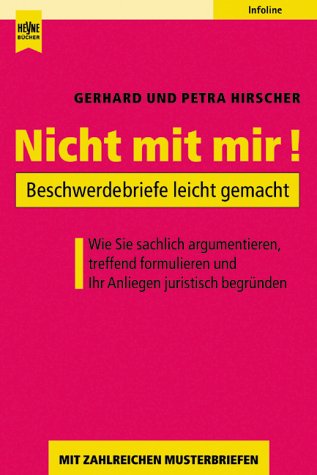 HEYNE
BÜCHER
Infoline
GERHARD UND PETRA HIRSCHER
Nicht mit mir!
Beschwerdebriefe leicht gemacht
Wie Sie sachlich argumentieren,
treffend formulieren und
Ihr Anliegen juristisch begründen
MIT ZAHLREICHEN MUSTERBRIEFEN